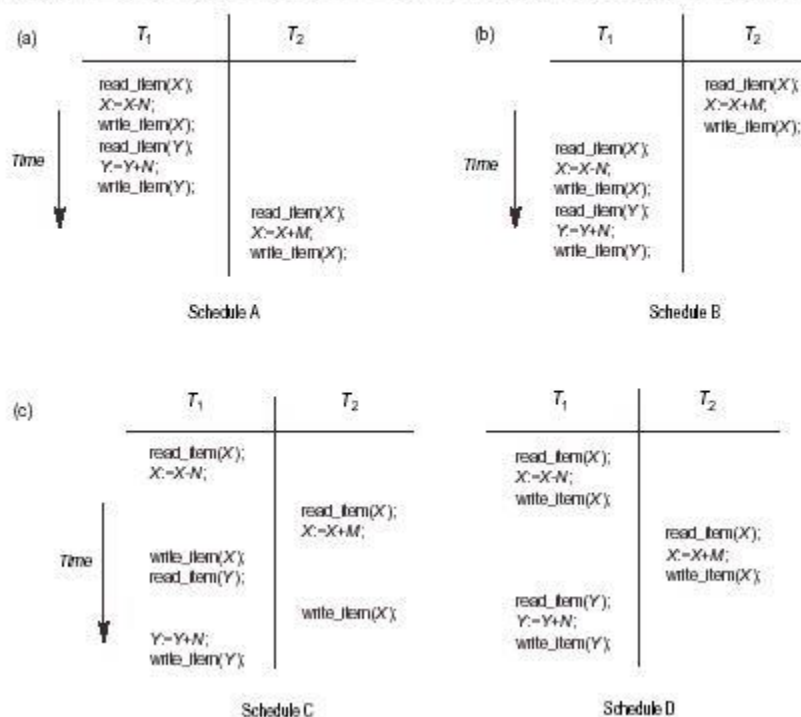 (a)
T1
T2
read_item(X);
X:=X-N;
write_item(X);
read_item(Y);
Y:=Y+N;
write_item(Y);
Time
read_item(X);
X:=X+M;
write_item(X);
Schedule A
(b)
T1
T2
read_item(X);
X:=X+M;
write_item(X);
Time
read_item(X);
X:=X-N;
write_item(X);
read_item(Y);
Y:=Y+N;
write_item(Y);
Schedule B
(c)
T1
T2
read_item(X);
X:=X-N;
read_item(X);
X:=X+M;
Time
write_item(X);
read_item(Y);
write_item(X);
Y:=Y+N;
write_item(Y);
Schedule C
T1
T2
read_item(X);
X:=X-N;
write_item(X);
read_item(X);
X:=X+M;
write_item(X);
read_item(Y);
Y:=Y+N;
write_item(Y);
Schedule D